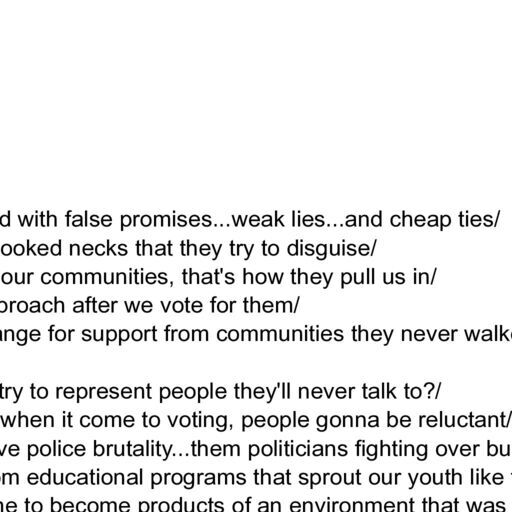 d with false promises...weak lies...and cheap ties/
ooked necks that they try to disguise/
our communities, that's how they pull us in/
proach after we vote for them/
ange for support from communities they never walk
try to represent people they'll never talk to?/
when it come to voting, people gonna be reluctant/
ve police brutality...them politicians fighting over bu
om educational programs that sprout our youth like
ne to become products of an environment that was